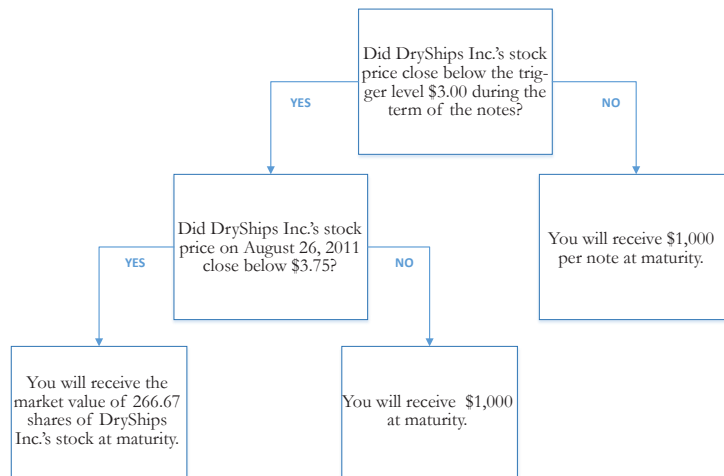 Did DryShips Inc.'s stock
price close below the trig-
ger level $3.00 during the
term of the notes?
YES
NO
Did DryShips Inc.'s stock
price on August 26, 2011
close below $3.75?
You will receive $1,000
per note at maturity.
YES
NO
You will receive the
market value of 266.67
shares of DryShips
Inc.'s stock at maturity.
You will receive  $1,000
at maturity.